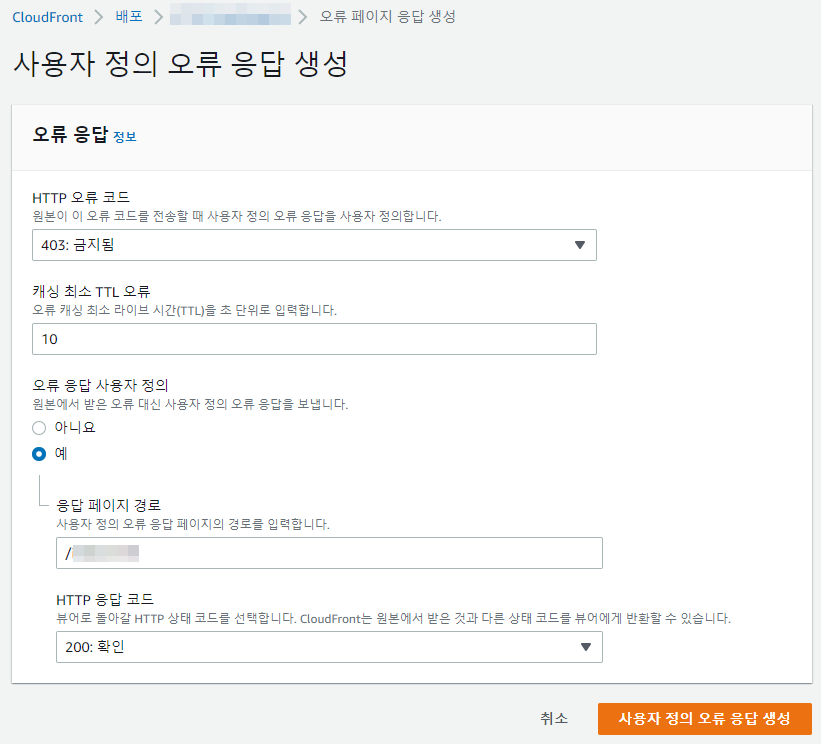 CloudFront > 배포 > > 오류 페이지 응답 생성
사용자 정의 오류 응답 생성
오류 응답 정보
HTTP 오류 코드
원본이 이 오류 코드를 전송할 때 사용자 정의 오류 응답을 사용자 정의합니다.
403: 금지됨
캐싱 최소 TTL 오류
오류 캐싱 최소 라이브 시간(TTL)을 초 단위로 입력합니다.
10
오류 응답 사용자 정의
원본에서 받은 오류 대신 사용자 정의 오류 응답을 보냅니다.
아니요
예
응답 페이지 경로
사용자 정의 오류 응답 페이지의 경로를 입력합니다.
/
HTTP 응답 코드
뷰어로 돌아갈 HTTP 상태 코드를 선택합니다. CloudFront는 원본에서 받은 것과 다른 상태 코드를 뷰어에게 반환할 수 있습니다.
200: 확인
취소
사용자 정의 오류 응답 생성